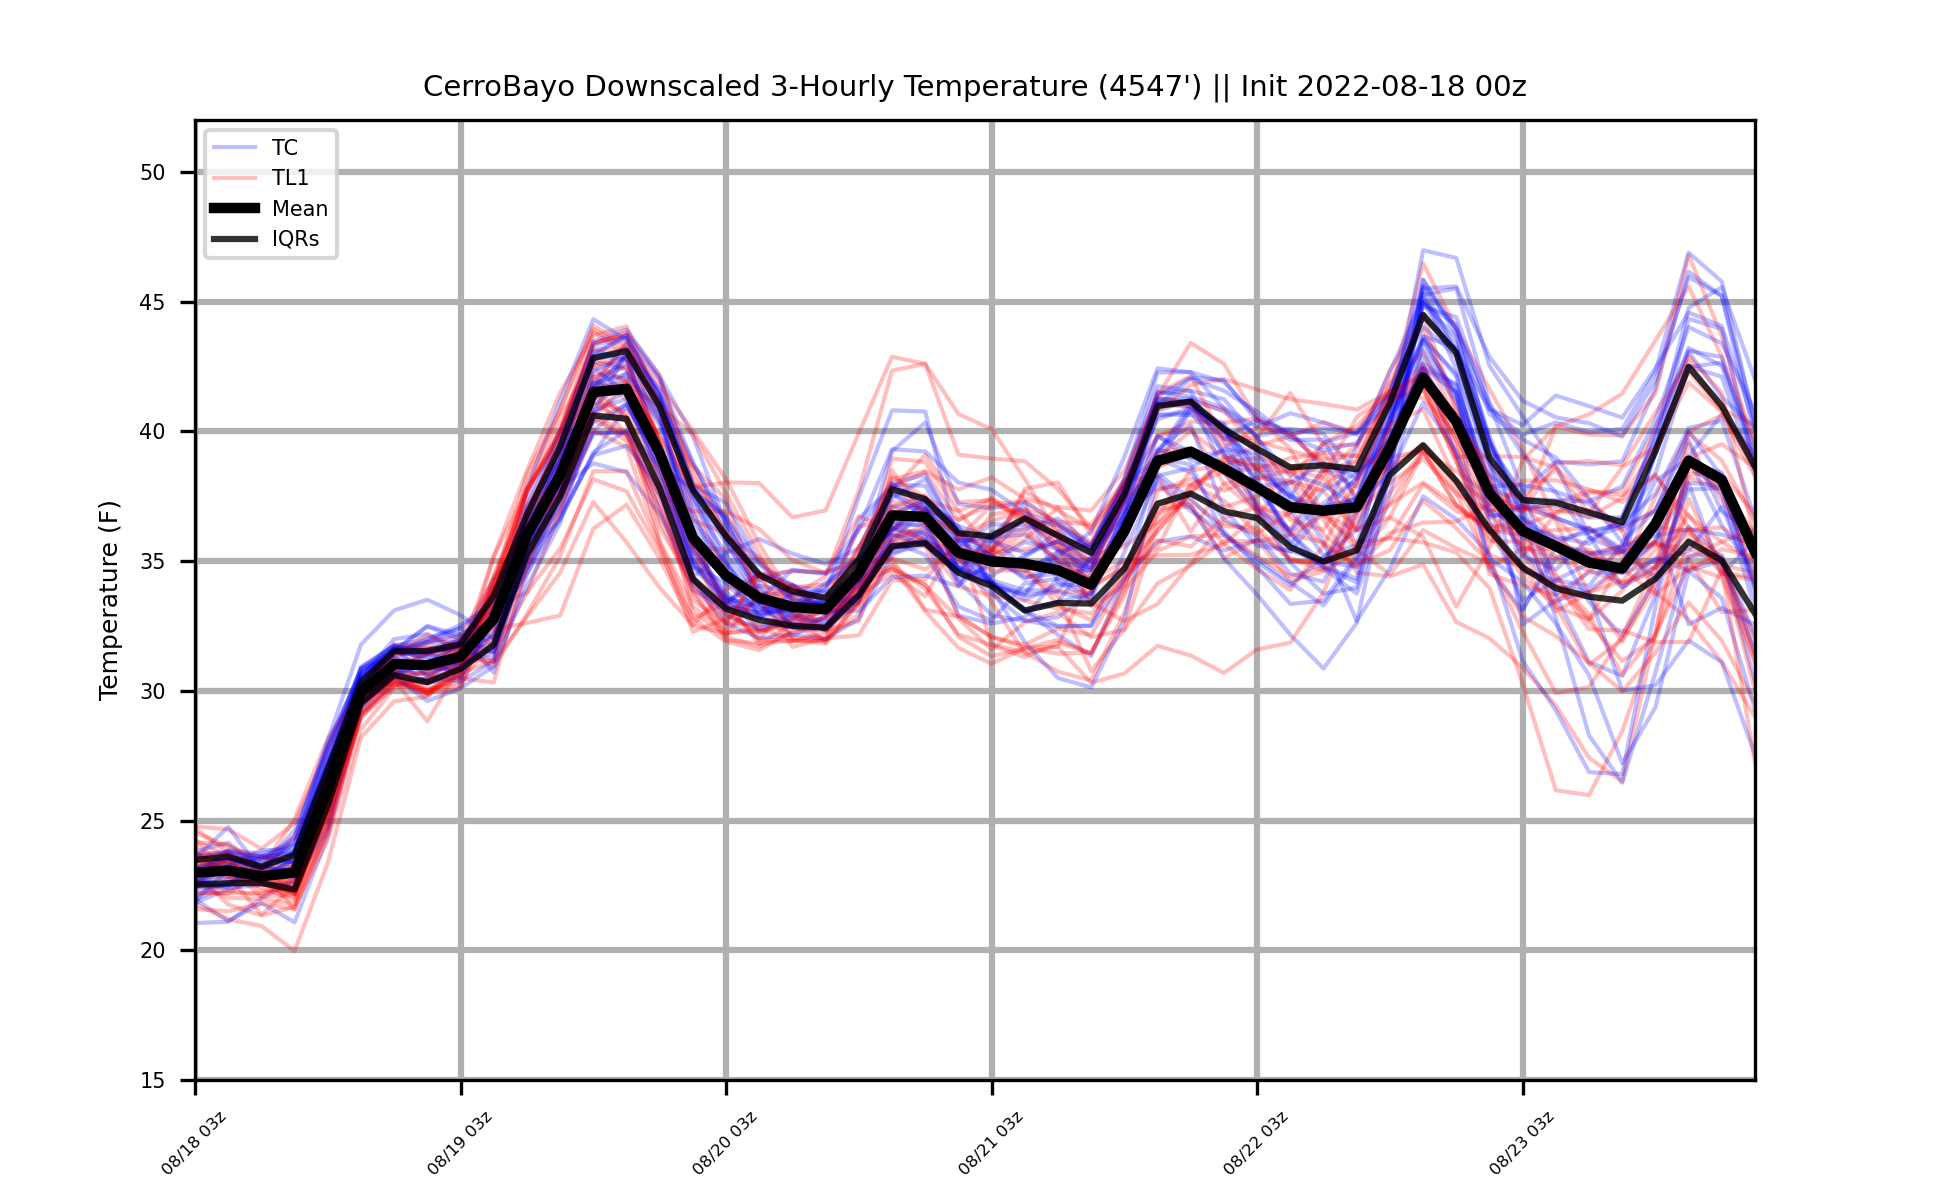 CerroBayo Downscaled 3-Hourly Temperature (4547') || Init 2022-08-18 00z
TC
TL1
Mean
IQRs
Temperature (F)
50
45
40
35
30
25
20
15
08/18 03z
08/19 03z
08/20 03z
08/21 03z
08/22 03z
08/23 03z